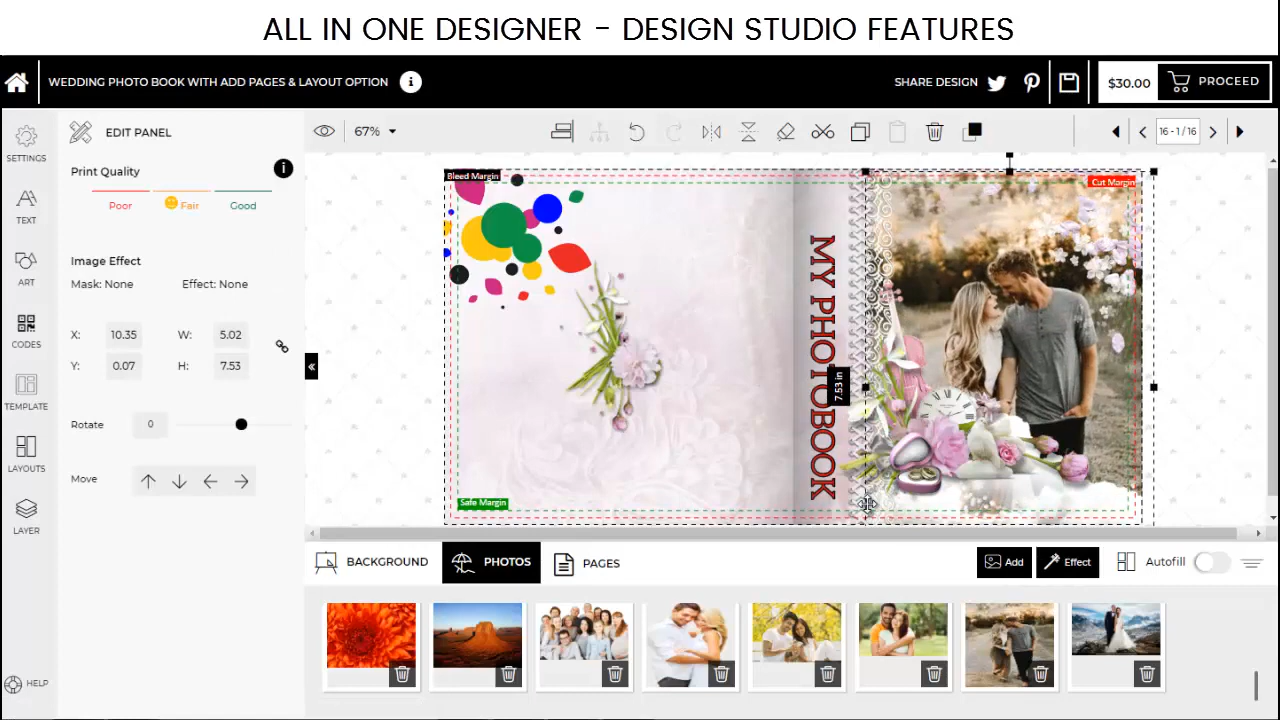 ALL IN ONE DESIGNER - DESIGN STUDIO FEATURES
WEDDING PHOTO BOOK WITH ADD PAGES & LAYOUT OPTION
i
SHARE DESIGN
$30.00
PROCEED
SETTINGS
TEXT
ART
CODES
TEMPLATE
LAYOUTS
LAYER
HELP
EDIT PANEL
Print Quality
i
Poor
Fair
Good
Image Effect
Mask: None
Effect: None
X:
10.35
W:
5.02
Y:
0.07
H:
7.53
Rotate
0
Move
67%
16 - 1 / 16
Bleed Margin
Cut Margin
MY PHOTOBOOK
7.53 in
Safe Margin
BACKGROUND
PHOTOS
PAGES
Add
Effect
Autofill